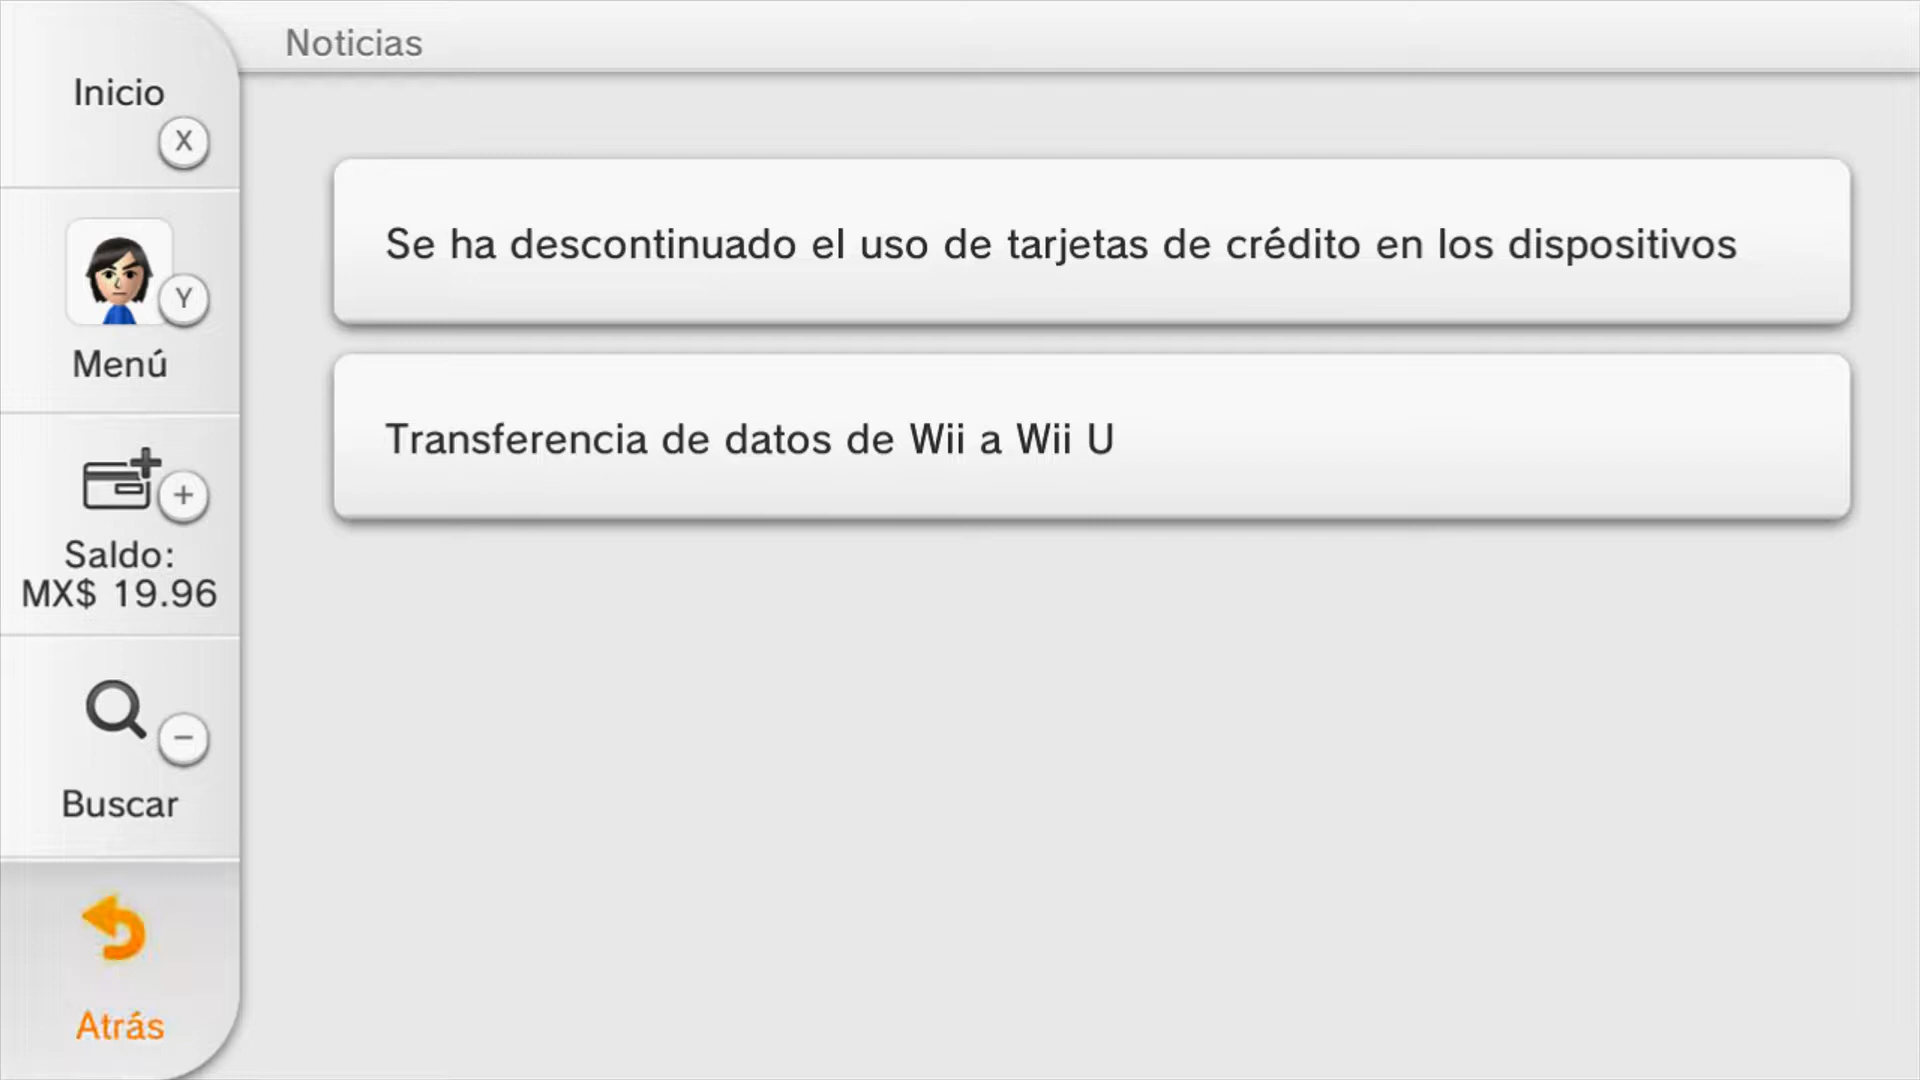 Noticias
Inicio
X
Y
Menú
+
Saldo:
MX$ 19.96
−
Buscar
Atrás
Se ha descontinuado el uso de tarjetas de crédito en los dispositivos
Transferencia de datos de Wii a Wii U